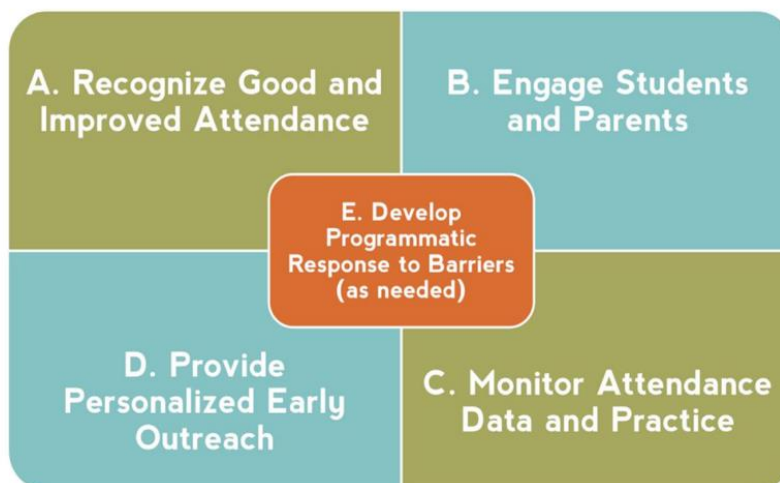 A. Recognize Good and
Improved Attendance
B. Engage Students
and Parents
E. Develop
Programmatic
Response to Barriers
(as needed)
D. Provide
Personalized Early
Outreach
C. Monitor Attendance
Data and Practice